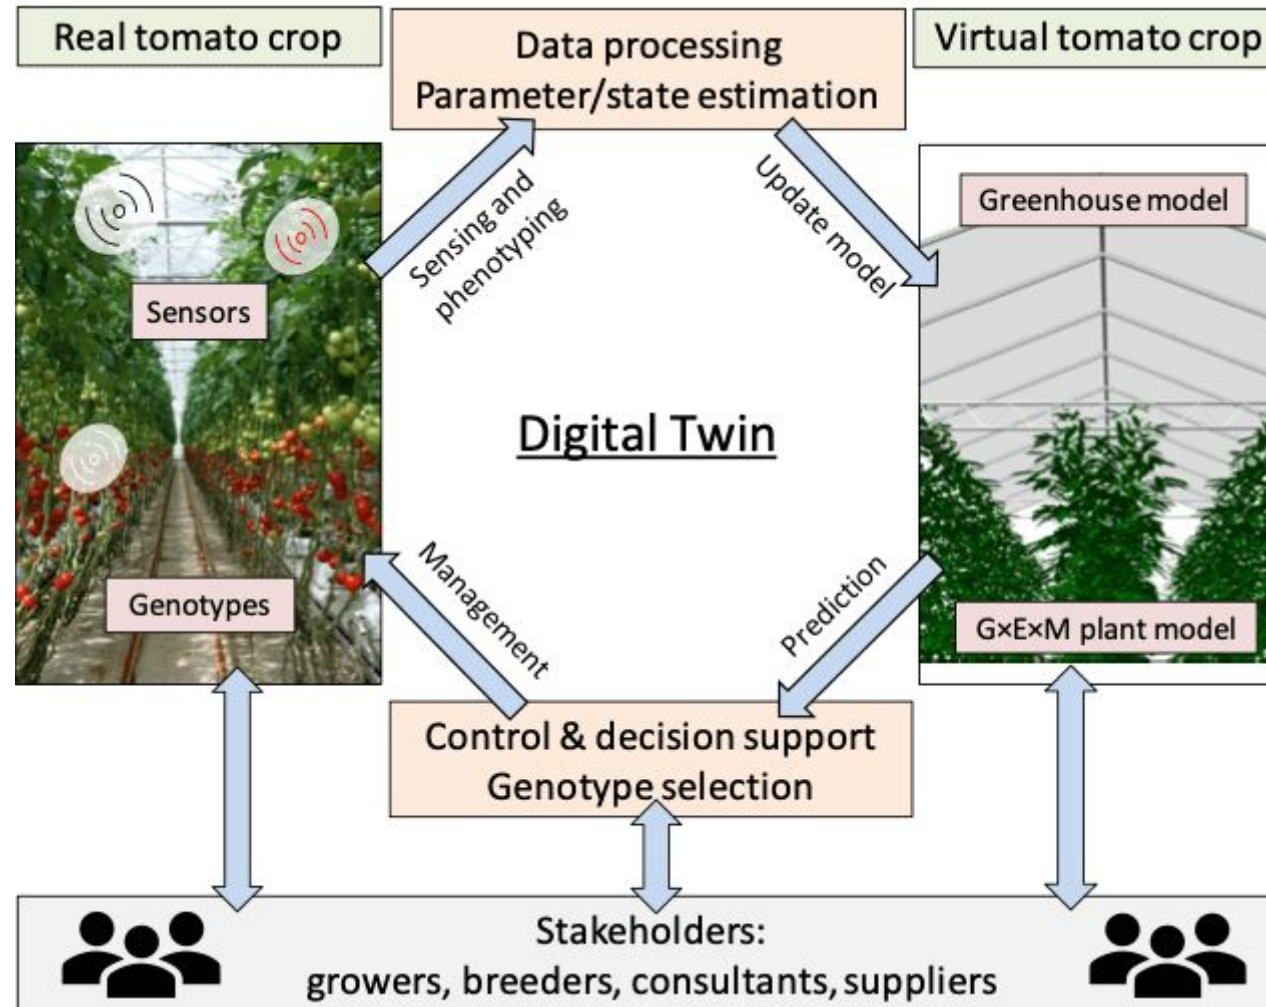 Real tomato crop
Data processing
Parameter/state estimation
Virtual tomato crop
Sensing and
phenotyping
Update model
Greenhouse model
Sensors
Digital Twin
Genotypes
Management
Prediction
G×E×M plant model
Control & decision support
Genotype selection
Stakeholders:
growers, breeders, consultants, suppliers